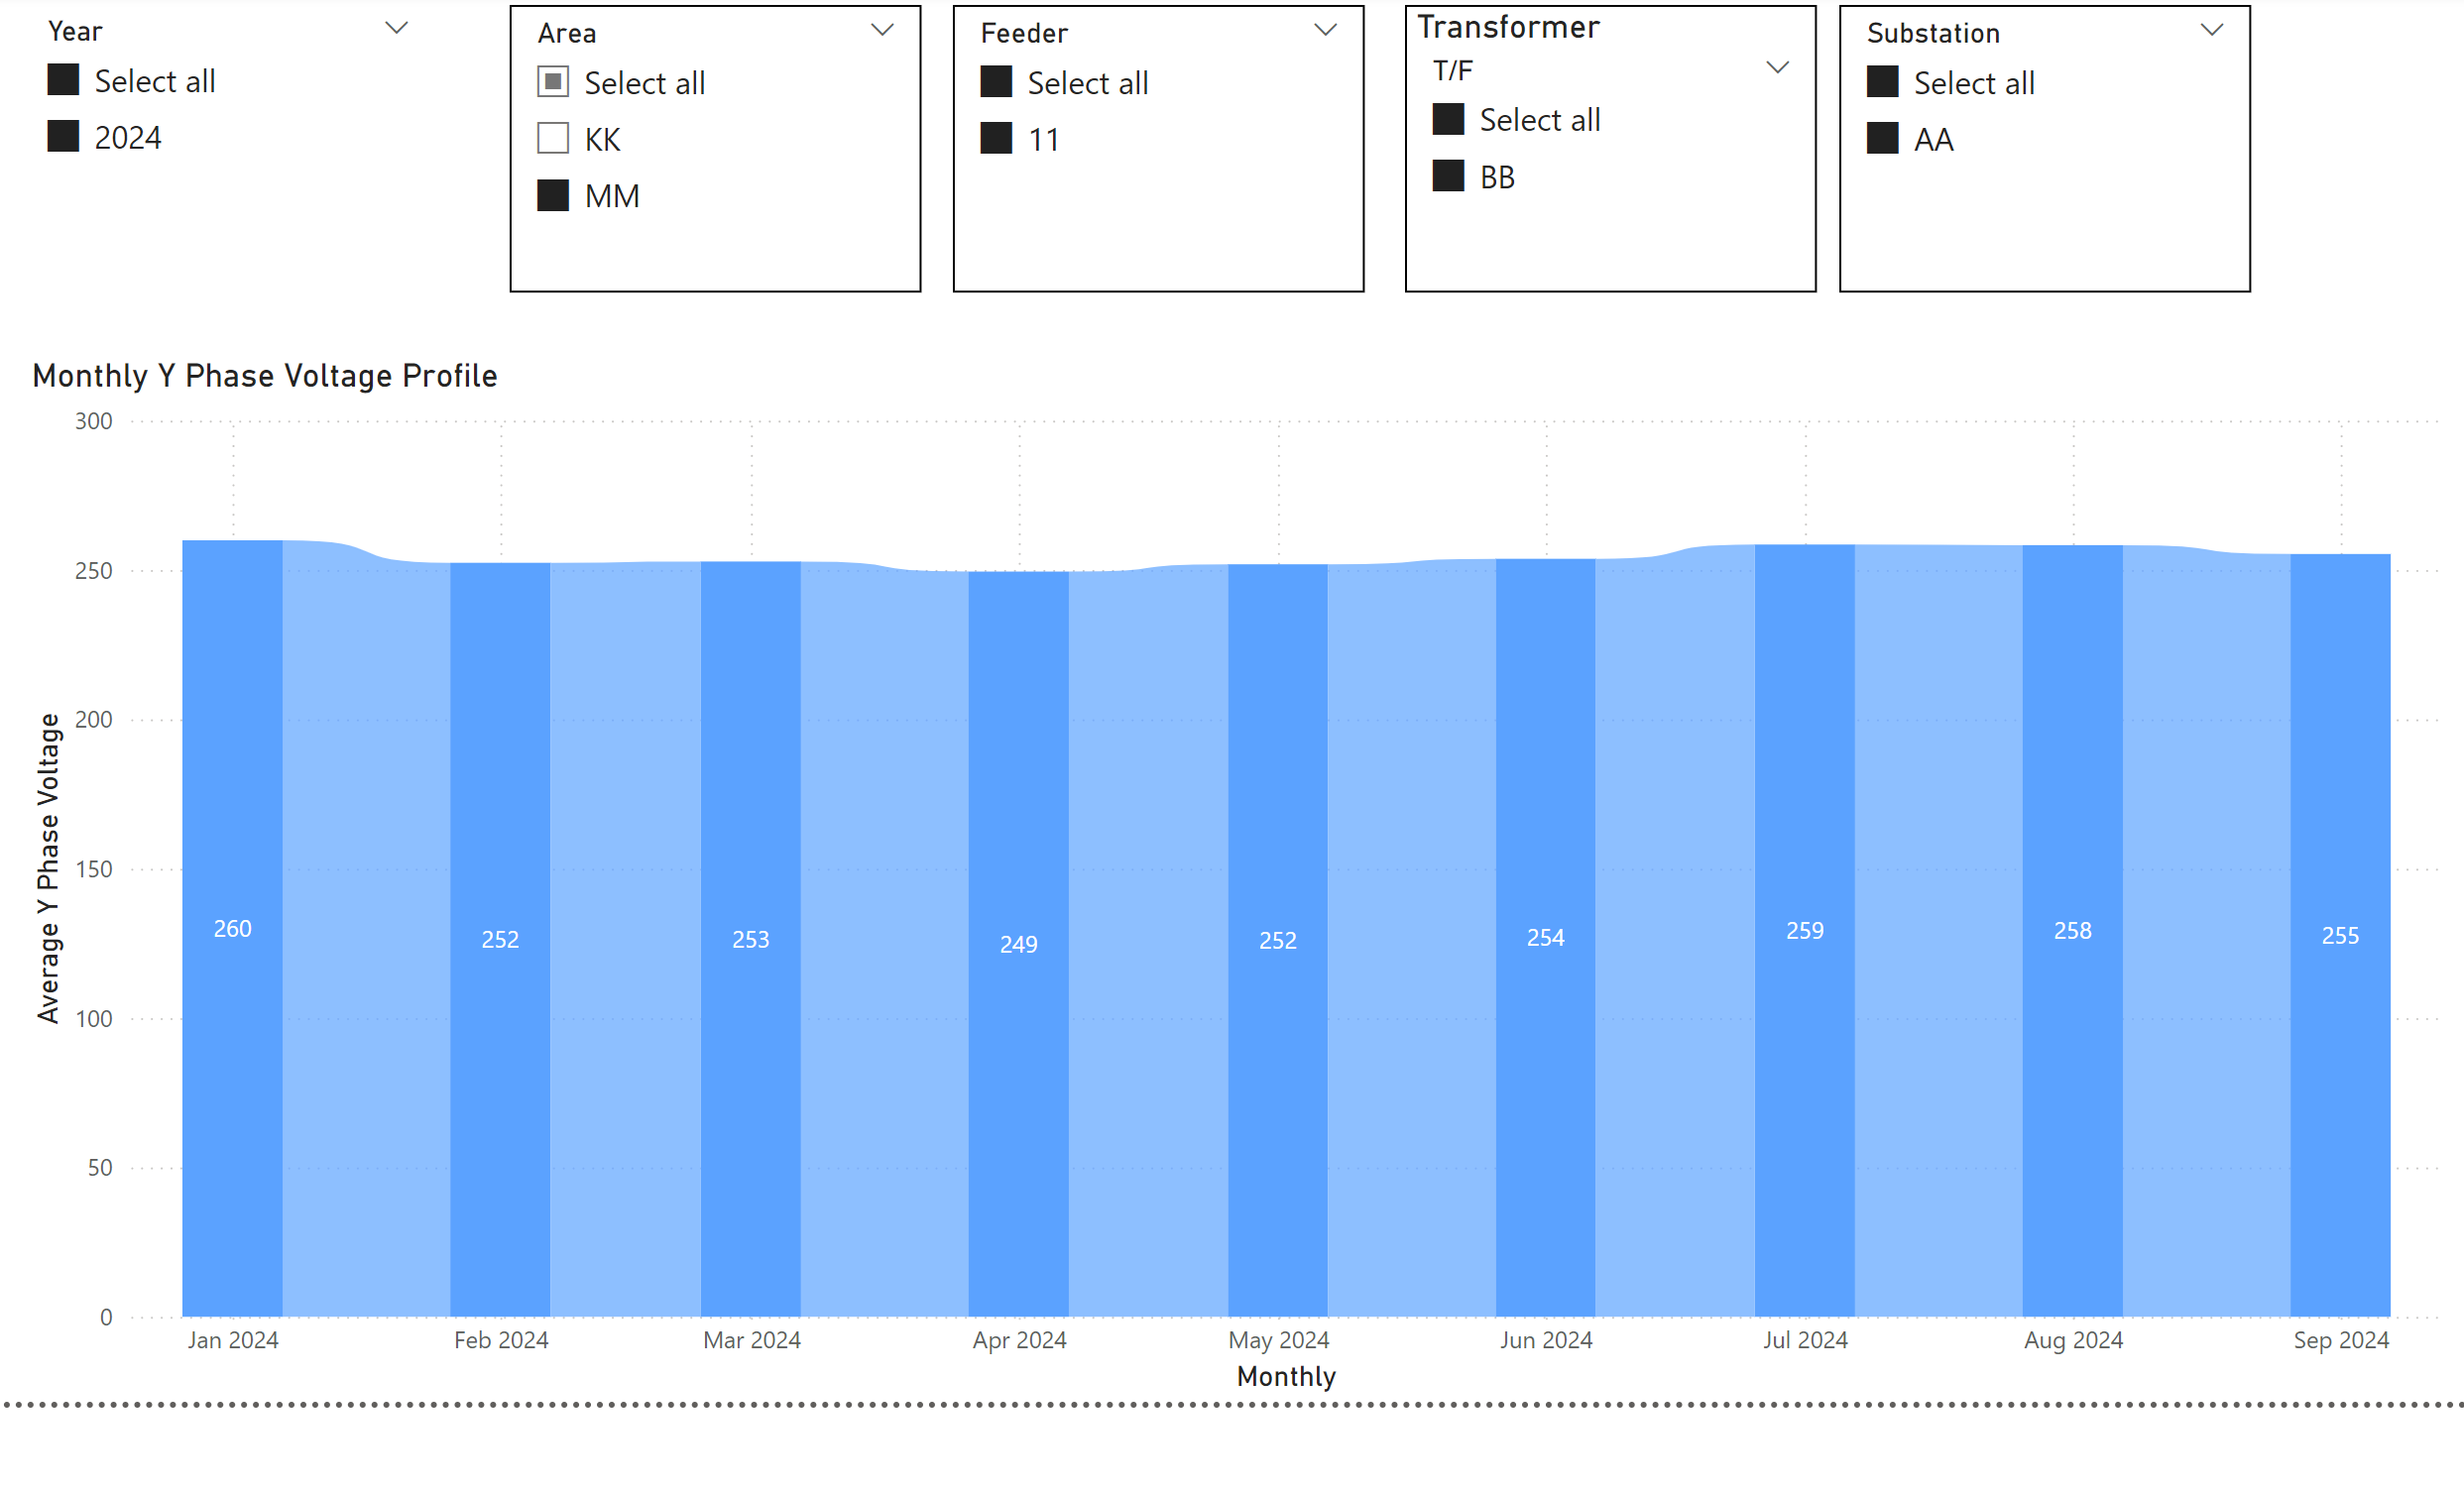 Year
Select all
2024
Area
Select all
KK
MM
Feeder
Select all
11
Transformer
T/F
Select all
BB
Substation
Select all
AA
Monthly Y Phase Voltage Profile
Average Y Phase Voltage
300
250
200
150
100
50
0
260
252
253
249
252
254
259
258
255
Jan 2024
Feb 2024
Mar 2024
Apr 2024
May 2024
Jun 2024
Jul 2024
Aug 2024
Sep 2024
Monthly